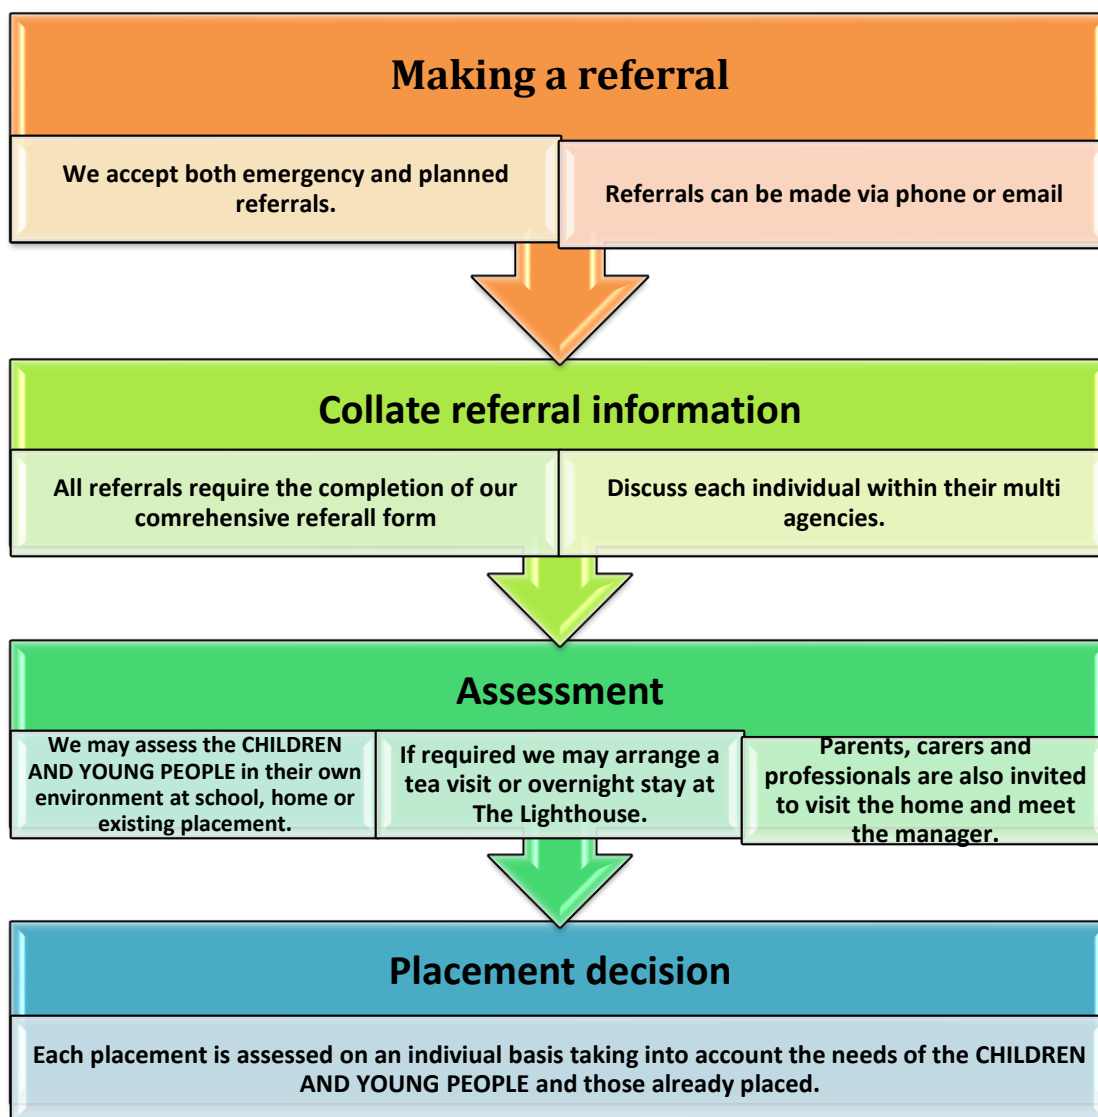 Making a referral
We accept both emergency and planned
referrals.
Referrals can be made via phone or email
Collate referral information
All referrals require the completion of our
comrehensive referall form
Discuss each individual within their multi
agencies.
Assessment
We may assess the CHILDREN
AND YOUNG PEOPLE in their own
environment at school, home or
existing placement.
If required we may arrange a
tea visit or overnight stay at
The Lighthouse.
Parents, carers and
professionals are also invited
to visit the home and meet
the manager.
Placement decision
Each placement is assessed on an indiviual basis taking into account the needs of the CHILDREN
AND YOUNG PEOPLE and those already placed.